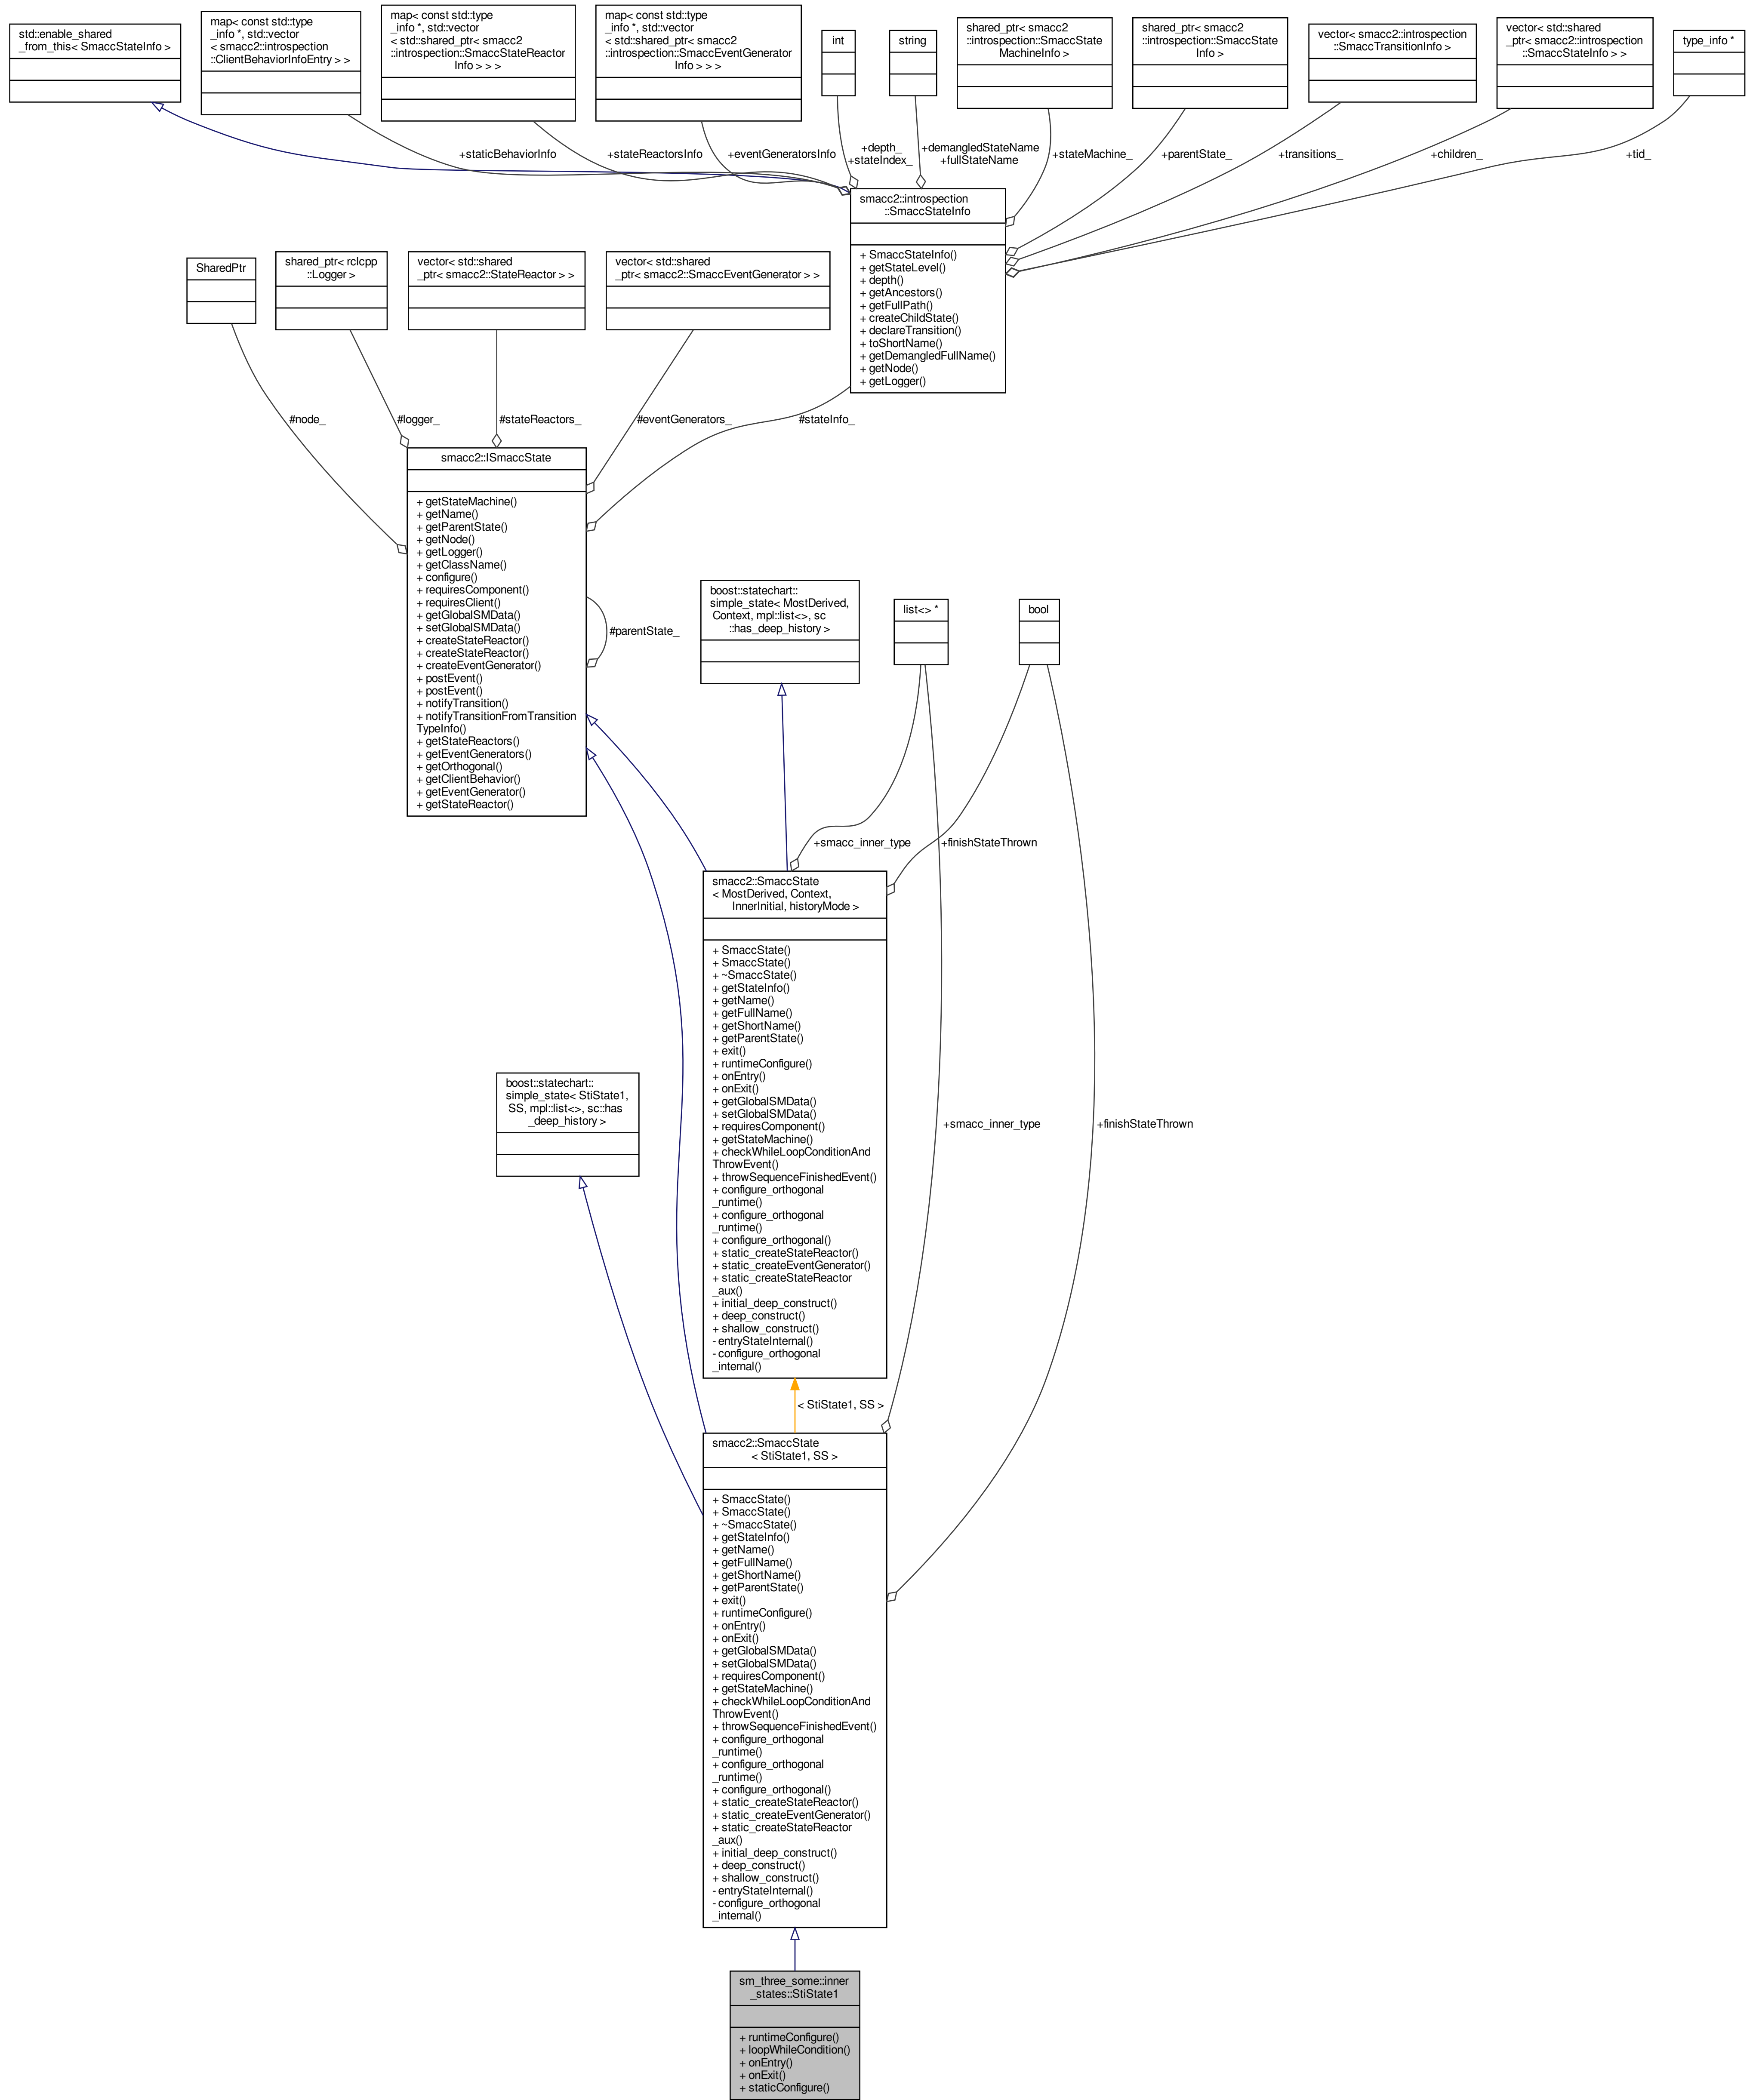 std::enable_shared
_from_this< SmaccStateInfo >
map< const std::type
_info *, std::vector
< smacc2::introspection
::ClientBehaviorInfoEntry > >
map< const std::type
_info *, std::vector
< std::shared_ptr< smacc2
::introspection::SmaccStateReactor
Info > > >
map< const std::type
_info *, std::vector
< std::shared_ptr< smacc2
::introspection::SmaccEventGenerator
Info > > >
int
string
shared_ptr< smacc2
::introspection::SmaccState
MachineInfo >
shared_ptr< smacc2
::introspection::SmaccState
Info >
vector< smacc2::introspection
::SmaccTransitionInfo >
vector< std::shared
_ptr< smacc2::introspection
::SmaccStateInfo > >
type_info *
+staticBehaviorInfo
+stateReactorsInfo
+eventGeneratorsInfo
+depth_
+stateIndex_
+demangledStateName
+fullStateName
+stateMachine_
+parentState_
+transitions_
+children_
+tid_
smacc2::introspection
::SmaccStateInfo
+ SmaccStateInfo()
+ getStateLevel()
+ depth()
+ getAncestors()
+ getFullPath()
+ createChildState()
+ declareTransition()
+ toShortName()
+ getDemangledFullName()
+ getNode()
+ getLogger()
SharedPtr
shared_ptr< rclcpp
::Logger >
vector< std::shared
_ptr< smacc2::StateReactor > >
vector< std::shared
_ptr< smacc2::SmaccEventGenerator > >
#node_
#logger_
#stateReactors_
#eventGenerators_
#stateInfo_
smacc2::ISmaccState
+ getStateMachine()
+ getName()
+ getParentState()
+ getNode()
+ getLogger()
+ getClassName()
+ configure()
+ requiresComponent()
+ requiresClient()
+ getGlobalSMData()
+ setGlobalSMData()
+ createStateReactor()
+ createStateReactor()
+ createEventGenerator()
+ postEvent()
+ postEvent()
+ notifyTransition()
+ notifyTransitionFromTransition
TypeInfo()
+ getStateReactors()
+ getEventGenerators()
+ getOrthogonal()
+ getClientBehavior()
+ getEventGenerator()
+ getStateReactor()
#parentState_
boost::statechart::
simple_state< MostDerived,
Context, mpl::list<>, sc
::has_deep_history >
list<> *
bool
+smacc_inner_type
+finishStateThrown
smacc2::SmaccState
< MostDerived, Context,
InnerInitial, historyMode >
+ SmaccState()
+ SmaccState()
+ ~SmaccState()
+ getStateInfo()
+ getName()
+ getFullName()
+ getShortName()
+ getParentState()
+ exit()
+ runtimeConfigure()
+ onEntry()
+ onExit()
+ getGlobalSMData()
+ setGlobalSMData()
+ requiresComponent()
+ getStateMachine()
+ checkWhileLoopConditionAnd
ThrowEvent()
+ throwSequenceFinishedEvent()
+ configure_orthogonal
_runtime()
+ configure_orthogonal
_runtime()
+ configure_orthogonal()
+ static_createStateReactor()
+ static_createEventGenerator()
+ static_createStateReactor
_aux()
+ initial_deep_construct()
+ deep_construct()
+ shallow_construct()
- entryStateInternal()
- configure_orthogonal
_internal()
boost::statechart::
simple_state< StiState1,
SS, mpl::list<>, sc::has
_deep_history >
+smacc_inner_type
+finishStateThrown
< StiState1, SS >
smacc2::SmaccState
< StiState1, SS >
+ SmaccState()
+ SmaccState()
+ ~SmaccState()
+ getStateInfo()
+ getName()
+ getFullName()
+ getShortName()
+ getParentState()
+ exit()
+ runtimeConfigure()
+ onEntry()
+ onExit()
+ getGlobalSMData()
+ setGlobalSMData()
+ requiresComponent()
+ getStateMachine()
+ checkWhileLoopConditionAnd
ThrowEvent()
+ throwSequenceFinishedEvent()
+ configure_orthogonal
_runtime()
+ configure_orthogonal
_runtime()
+ configure_orthogonal()
+ static_createStateReactor()
+ static_createEventGenerator()
+ static_createStateReactor
_aux()
+ initial_deep_construct()
+ deep_construct()
+ shallow_construct()
- entryStateInternal()
- configure_orthogonal
_internal()
sm_three_some::inner
_states::StiState1
+ runtimeConfigure()
+ loopWhileCondition()
+ onEntry()
+ onExit()
+ staticConfigure()